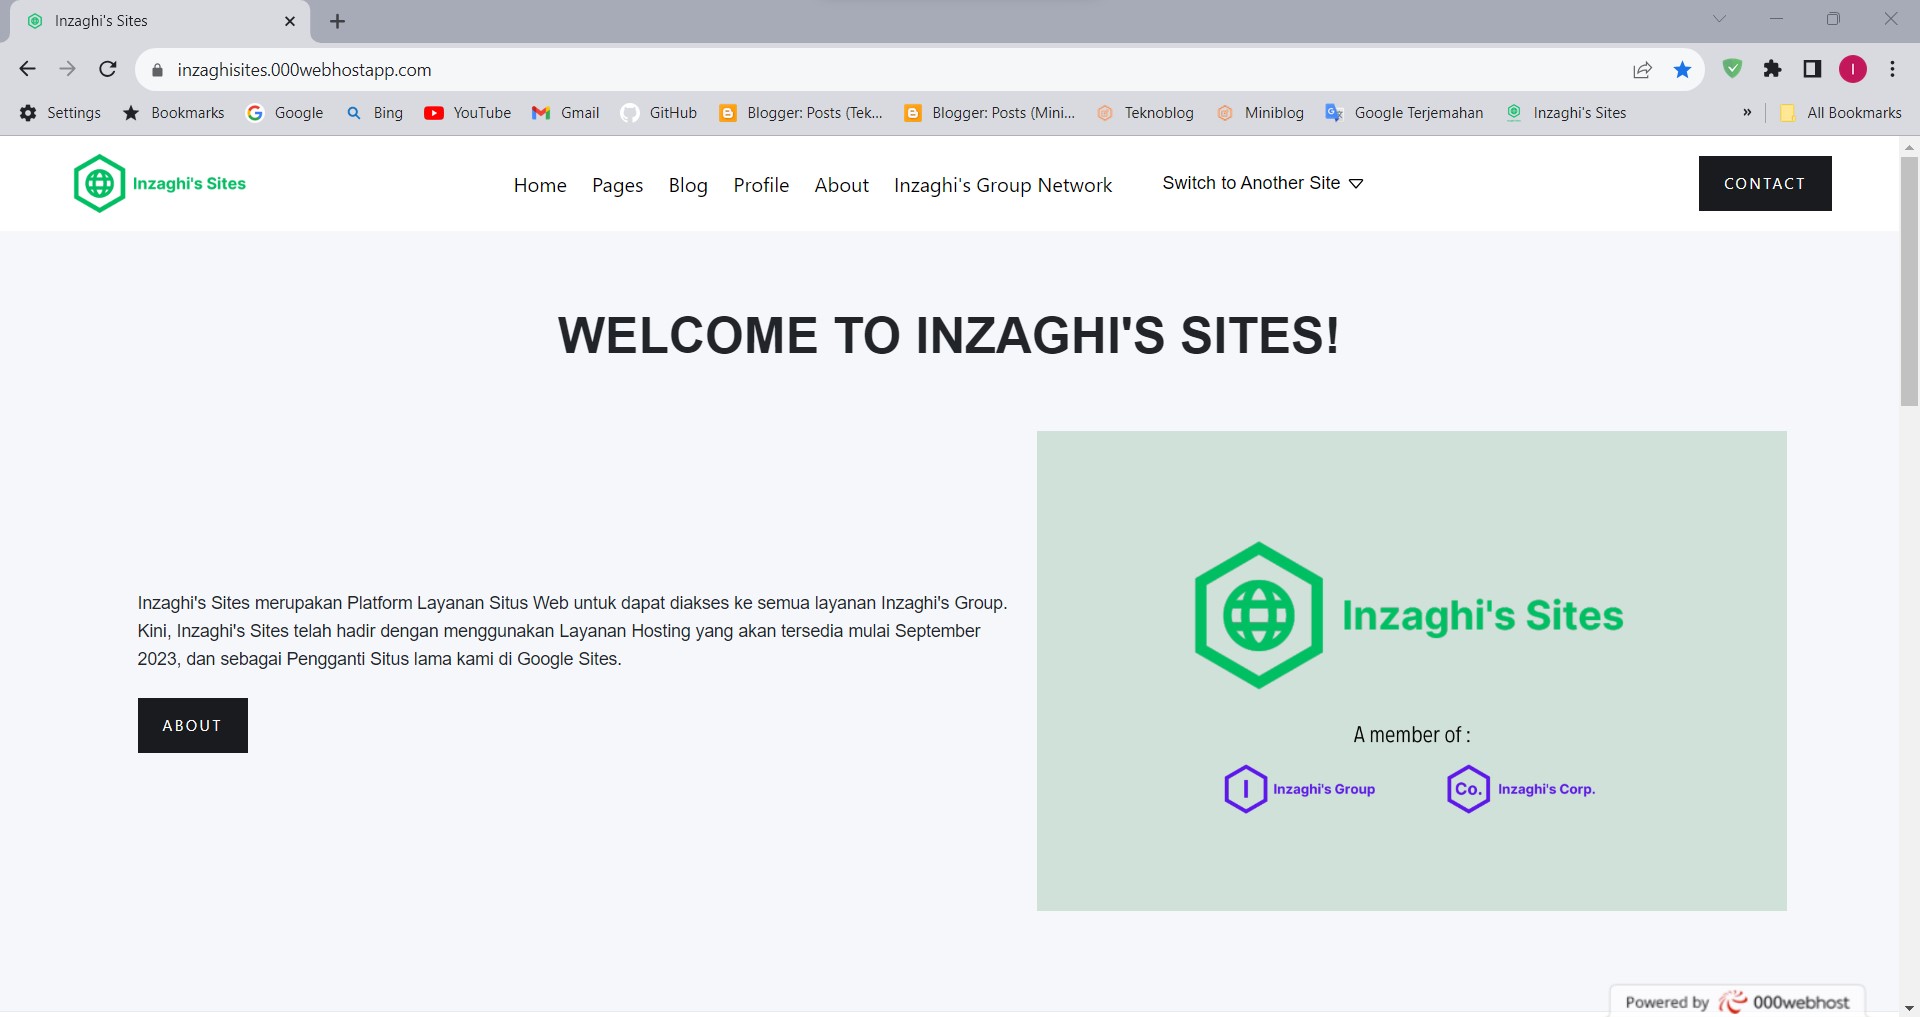 Inzaghi's Sites
inzaghisites.000webhostapp.com
I
Settings Bookmarks Google Bing YouTube Gmail GitHub Blogger: Posts (Tek... Blogger: Posts (Mini... Teknoblog Miniblog Google Terjemahan Inzaghi's Sites » All Bookmarks
Inzaghi's Sites
Home Pages Blog Profile About Inzaghi's Group Network Switch to Another Site
CONTACT
WELCOME TO INZAGHI'S SITES!
Inzaghi's Sites merupakan Platform Layanan Situs Web untuk dapat diakses ke semua layanan Inzaghi's Group.
Kini, Inzaghi's Sites telah hadir dengan menggunakan Layanan Hosting yang akan tersedia mulai September
2023, dan sebagai Pengganti Situs lama kami di Google Sites.
ABOUT
Inzaghi's Sites
A member of :
I Inzaghi's Group
Co. Inzaghi's Corp.
Powered by 000webhost